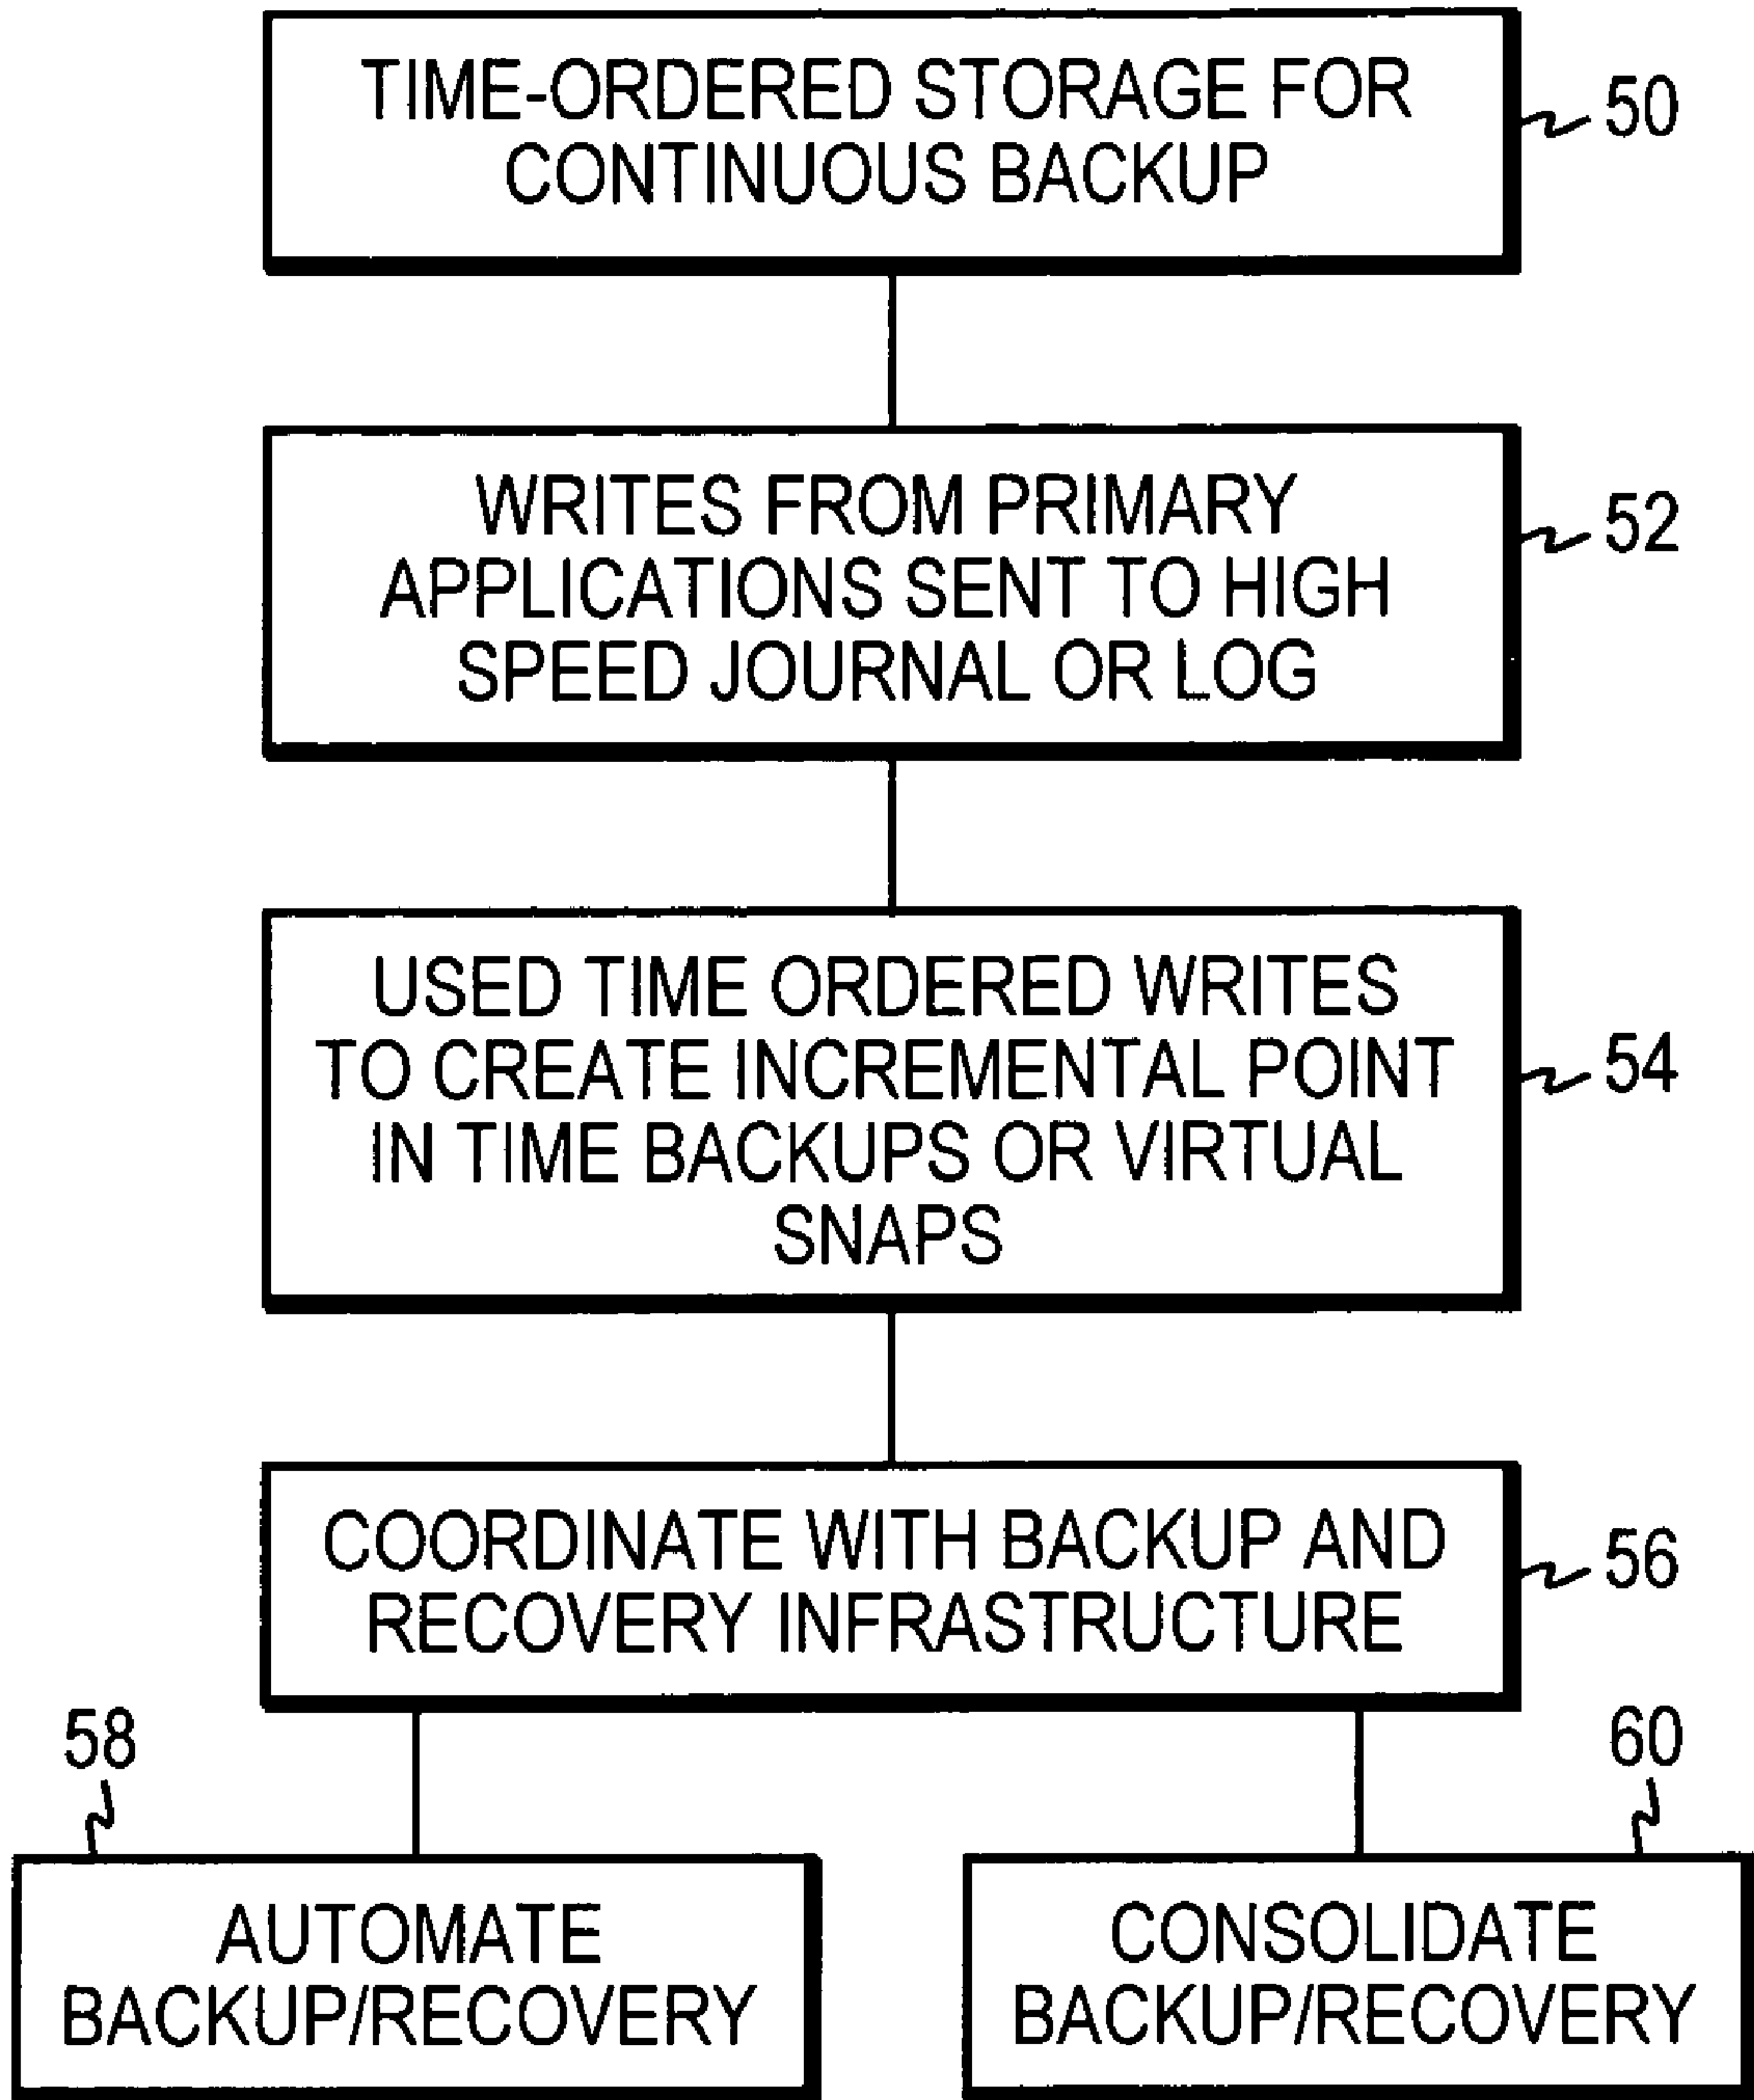 TIME-ORDERED STORAGE FOR
CONTINUOUS BACKUP
50
WRITES FROM PRIMARY
APPLICATIONS SENT TO HIGH
SPEED JOURNAL OR LOG
52
USED TIME ORDERED WRITES
TO CREATE INCREMENTAL POINT
IN TIME BACKUPS OR VIRTUAL
SNAPS
54
COORDINATE WITH BACKUP AND
RECOVERY INFRASTRUCTURE
56
58
AUTOMATE
BACKUP/RECOVERY
60
CONSOLIDATE
BACKUP/RECOVERY